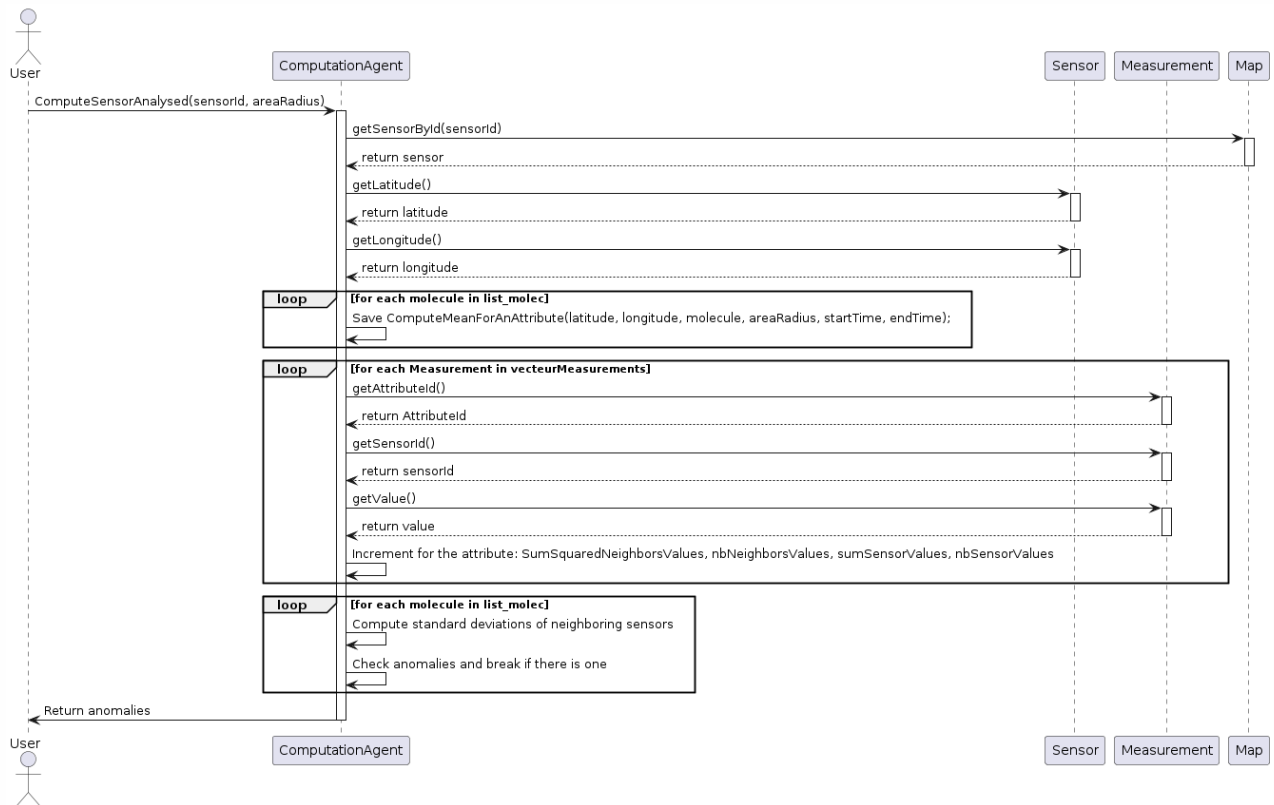 User
ComputationAgent
Sensor
Measurement
Map
ComputeSensorAnalysed(sensorId, areaRadius)
getSensorById(sensorId)
return sensor
getLatitude()
return latitude
getLongitude()
return longitude
loop [for each molecule in list_molec]
Save ComputeMeanForAnAttribute(latitude, longitude, molecule, areaRadius, startTime, endTime);
loop [for each Measurement in vecteurMeasurements]
getAttributeId()
return AttributeId
getSensorId()
return sensorId
getValue()
return value
Increment for the attribute: SumSquaredNeighborsValues, nbNeighborsValues, sumSensorValues, nbSensorValues
loop [for each molecule in list_molec]
Compute standard deviations of neighboring sensors
Check anomalies and break if there is one
Return anomalies
User
ComputationAgent
Sensor
Measurement
Map